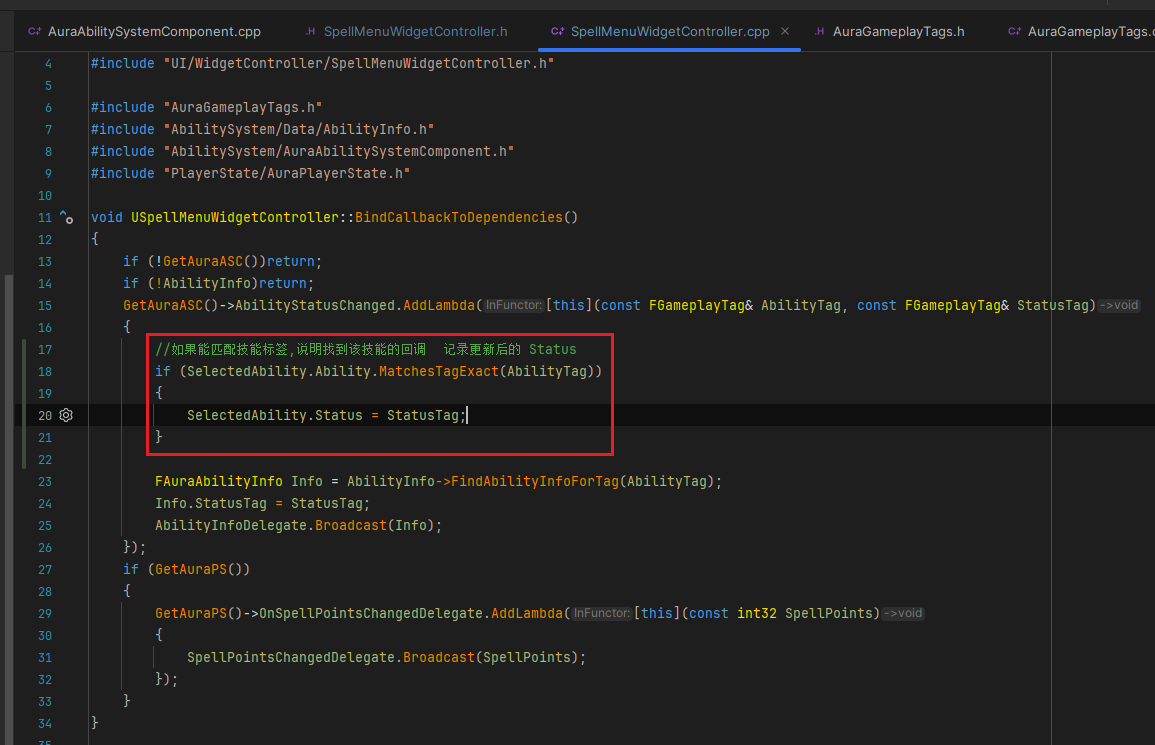 AuraAbilitySystemComponent.cpp SpellMenuWidgetController.h SpellMenuWidgetController.cpp AuraGameplayTags.h AuraGameplayTags.c
4 #include "UI/WidgetController/SpellMenuWidgetController.h"
5
6 #include "AuraGameplayTags.h"
7 #include "AbilitySystem/Data/AbilityInfo.h"
8 #include "AbilitySystem/AuraAbilitySystemComponent.h"
9 #include "PlayerState/AuraPlayerState.h"
10
11 void USpellMenuWidgetController::BindCallbackToDependencies()
12 {
13 if (!GetAuraASC())return;
14 if (!AbilityInfo)return;
15 GetAuraASC()->AbilityStatusChanged.AddLambda(InFunctor:[this](const FGameplayTag& AbilityTag, const FGameplayTag& StatusTag)->void
16 {
17 //如果能匹配技能标签,说明找到该技能的回调 记录更新后的 Status
18 if (SelectedAbility.Ability.MatchesTagExact(AbilityTag))
19 {
20 SelectedAbility.Status = StatusTag;
21 }
22
23 FAuraAbilityInfo Info = AbilityInfo->FindAbilityInfoForTag(AbilityTag);
24 Info.StatusTag = StatusTag;
25 AbilityInfoDelegate.Broadcast(Info);
26 });
27 if (GetAuraPS())
28 {
29 GetAuraPS()->OnSpellPointsChangedDelegate.AddLambda(InFunctor:[this](const int32 SpellPoints)->void
30 {
31 SpellPointsChangedDelegate.Broadcast(SpellPoints);
32 });
33 }
34 }
35